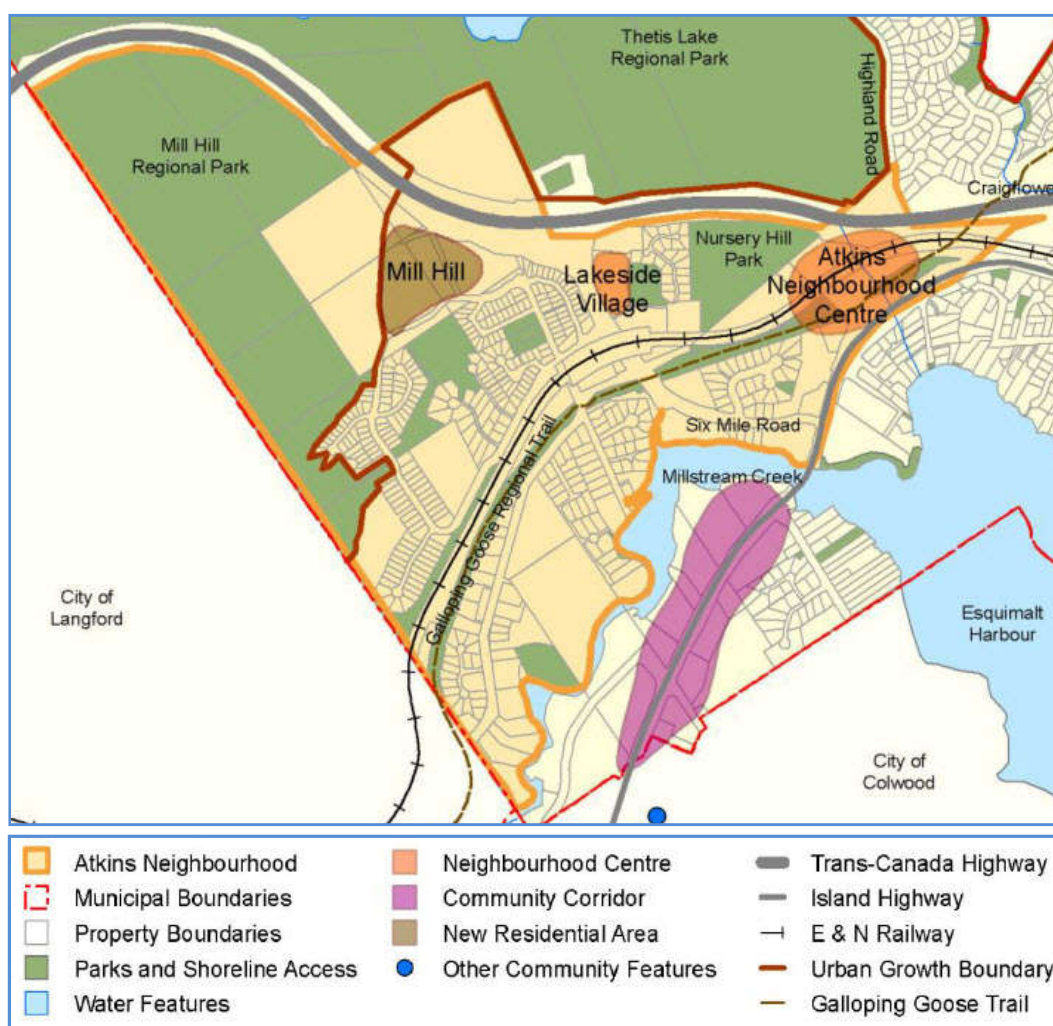 Thetis Lake
Regional Park
Highland Road
Mill Hill
Regional Park
Craigflowe
Nursery Hill
Park
Atkins
Neighbourhood
Centre
Mill Hill
Lakeside
Village
Six Mile Road
Millstream Creek
Galloping Goose Regional Trail
City of
Langford
Esquimalt
Harbour
City of
Colwood
Atkins Neighbourhood
Municipal Boundaries
Property Boundaries
Parks and Shoreline Access
Water Features
Neighbourhood Centre
Community Corridor
New Residential Area
Other Community Features
Trans-Canada Highway
Island Highway
E & N Railway
Urban Growth Boundary
Galloping Goose Trail